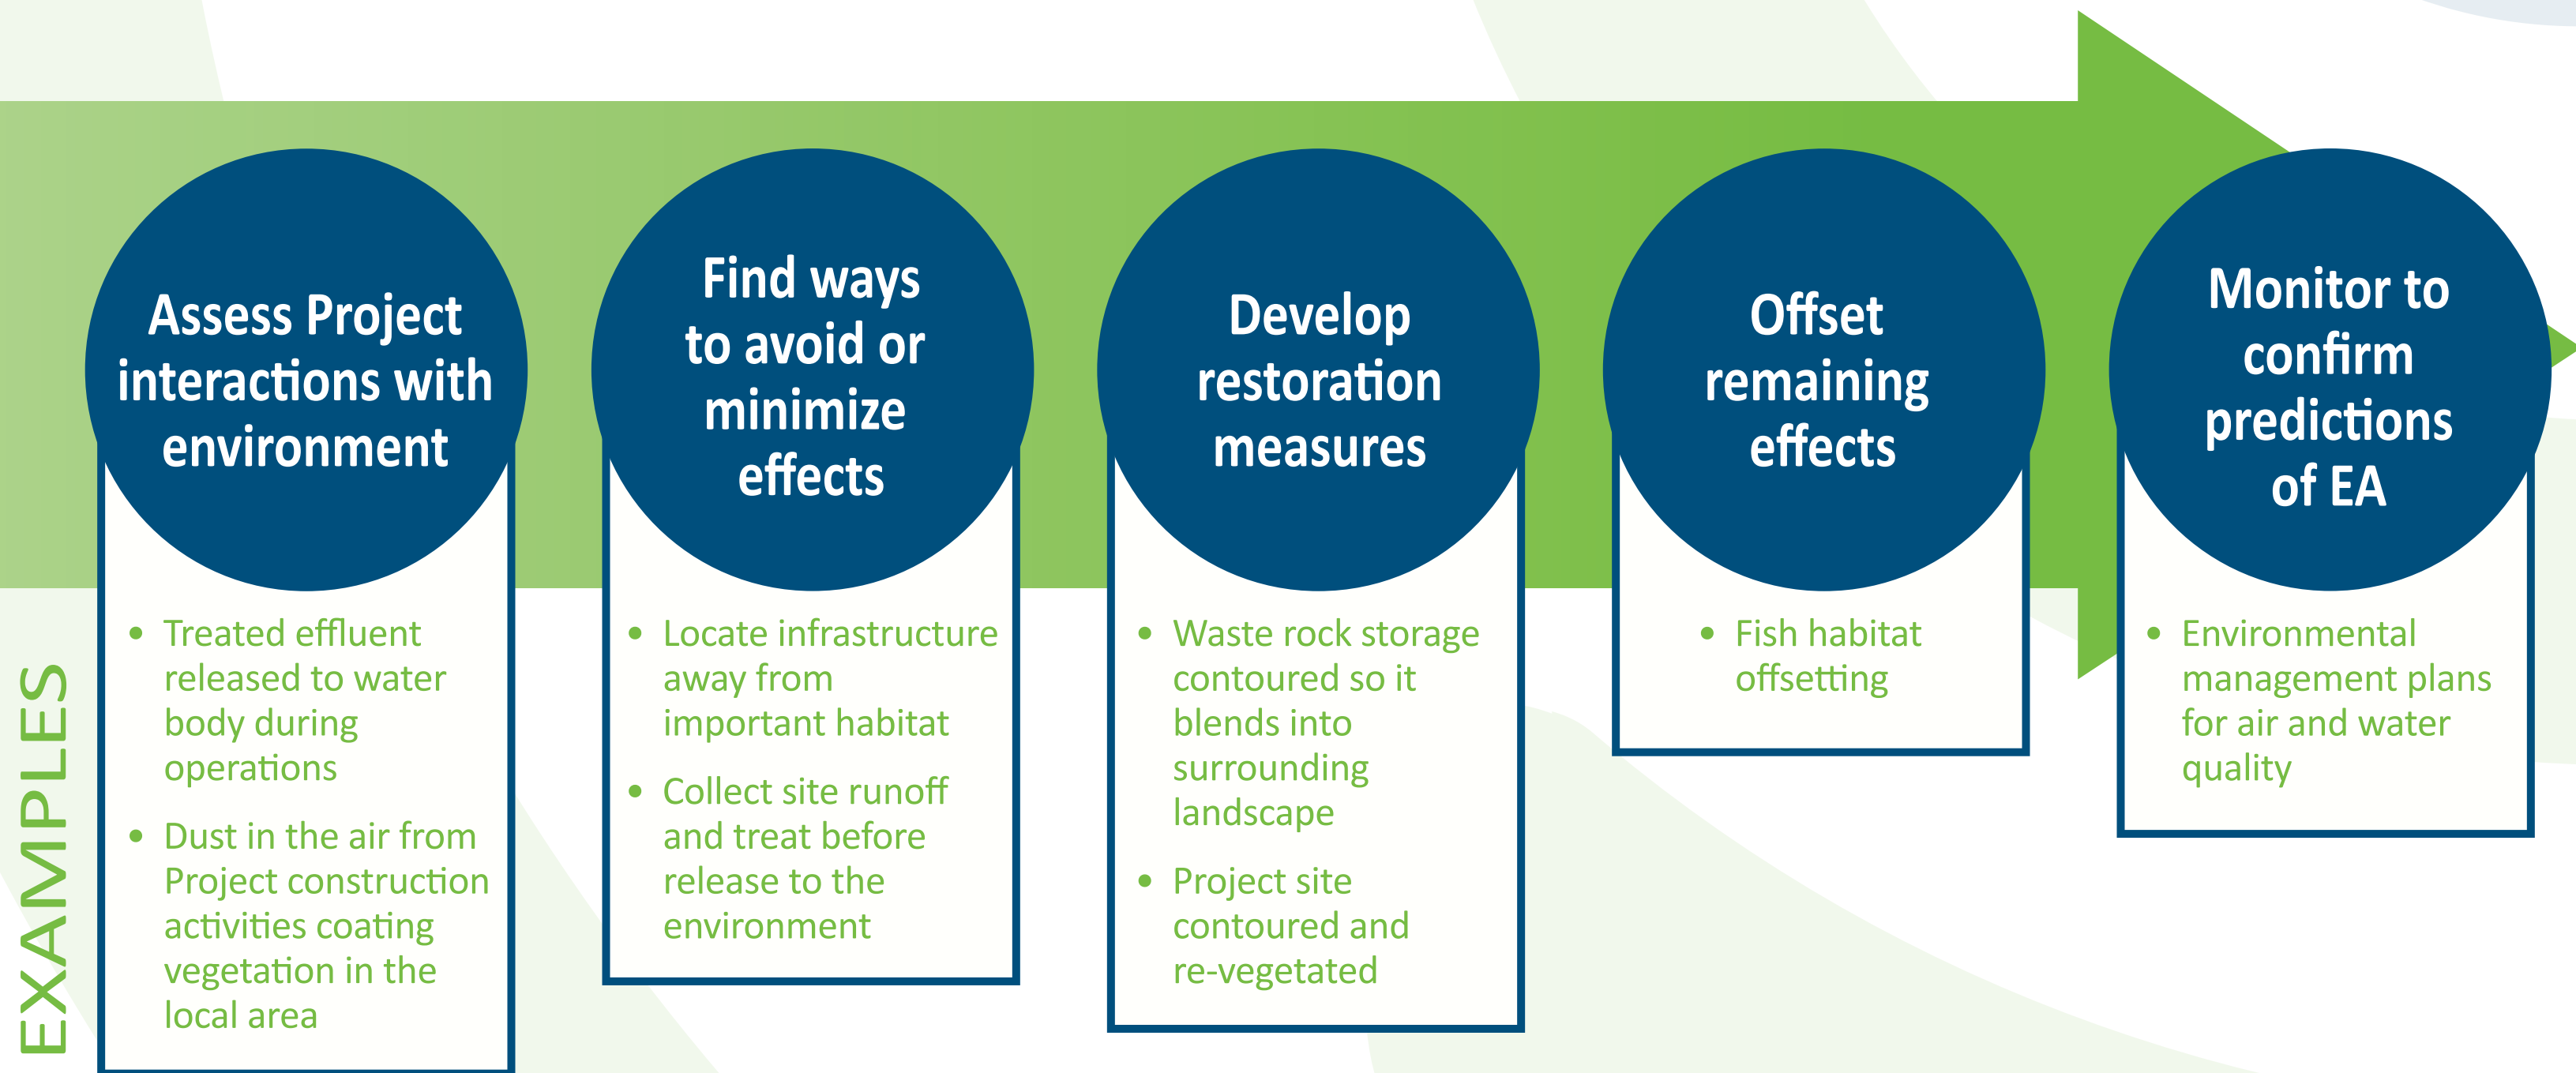 Assess Project
interactions with
environment
Find ways
to avoid or
minimize
effects
Develop
restoration
measures
Offset
remaining
effects
Monitor to
confirm
predictions
of EA
EXAMPLES
• Treated effluent
released to water
body during
operations
• Dust in the air from
Project construction
activities coating
vegetation in the
local area
• Locate infrastructure
away from
important habitat
• Collect site runoff
and treat before
release to the
environment
• Waste rock storage
contoured so it
blends into
surrounding
landscape
• Project site
contoured and
re-vegetated
• Fish habitat
offsetting
• Environmental
management plans
for air and water
quality